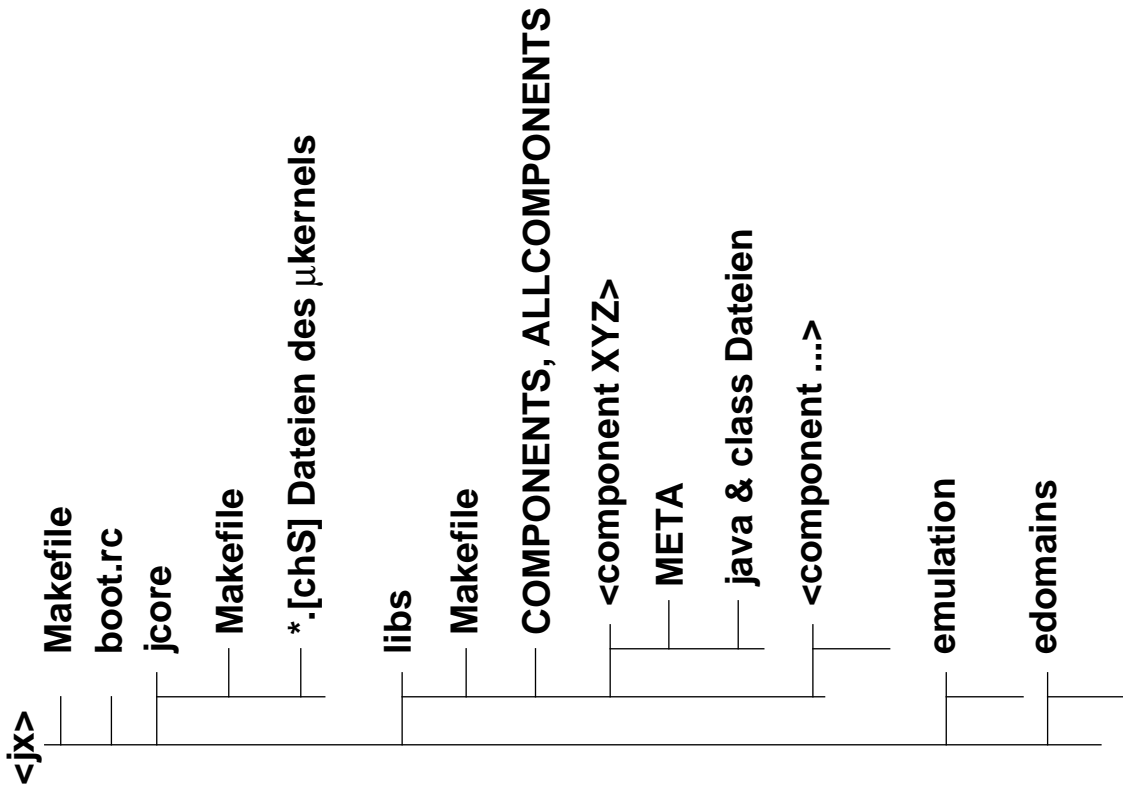 <jx>
Makefile
boot.rc
jcore
Makefile
*.[chS] Dateien des µkernels
libs
Makefile
COMPONENTS, ALLCOMPONENTS
<component XYZ>
META
java & class Dateien
<component ...>
emulation
edomains